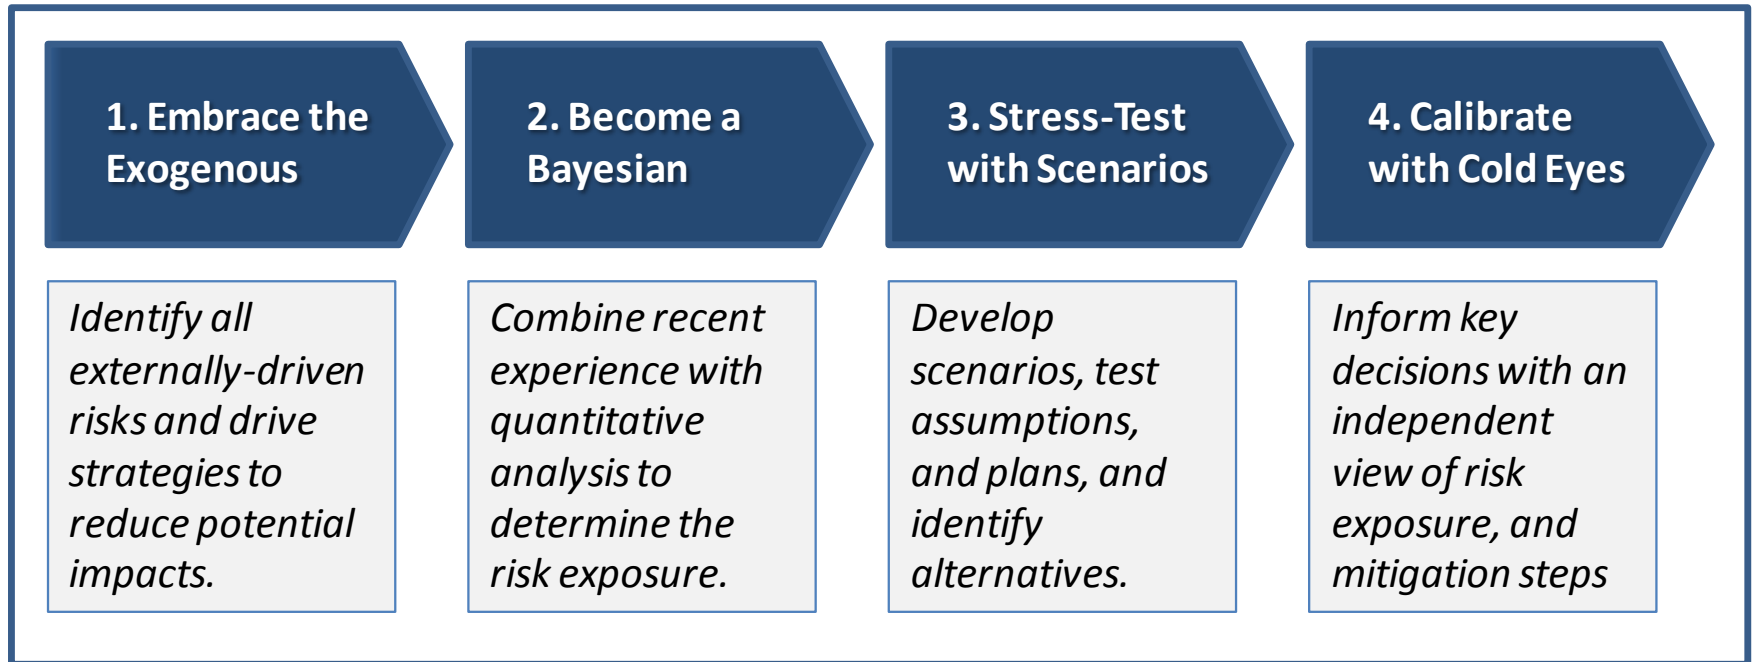 1. Embrace the
Exogenous
2. Become a
Bayesian
3. Stress-Test
with Scenarios
4. Calibrate
with Cold Eyes
Identify all
externally-driven
risks and drive
strategies to
reduce potential
impacts.
Combine recent
experience with
quantitative
analysis to
determine the
risk exposure.
Develop
scenarios, test
assumptions,
and plans, and
identify
alternatives.
Inform key
decisions with an
independent
view of risk
exposure, and
mitigation steps